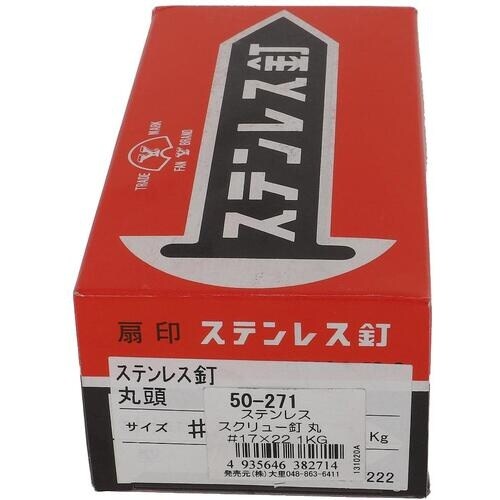 ステンレス釘
TRADE MARK
FAN BRAND
扇印 ステンレス釘
ステンレス釘
丸頭
サイズ #
Kg
50-271
ステンレス
スクリュー釘 丸
#17×22 1KG
4 935646 382714
発売元(株)大里048-863-6411
131020A
222